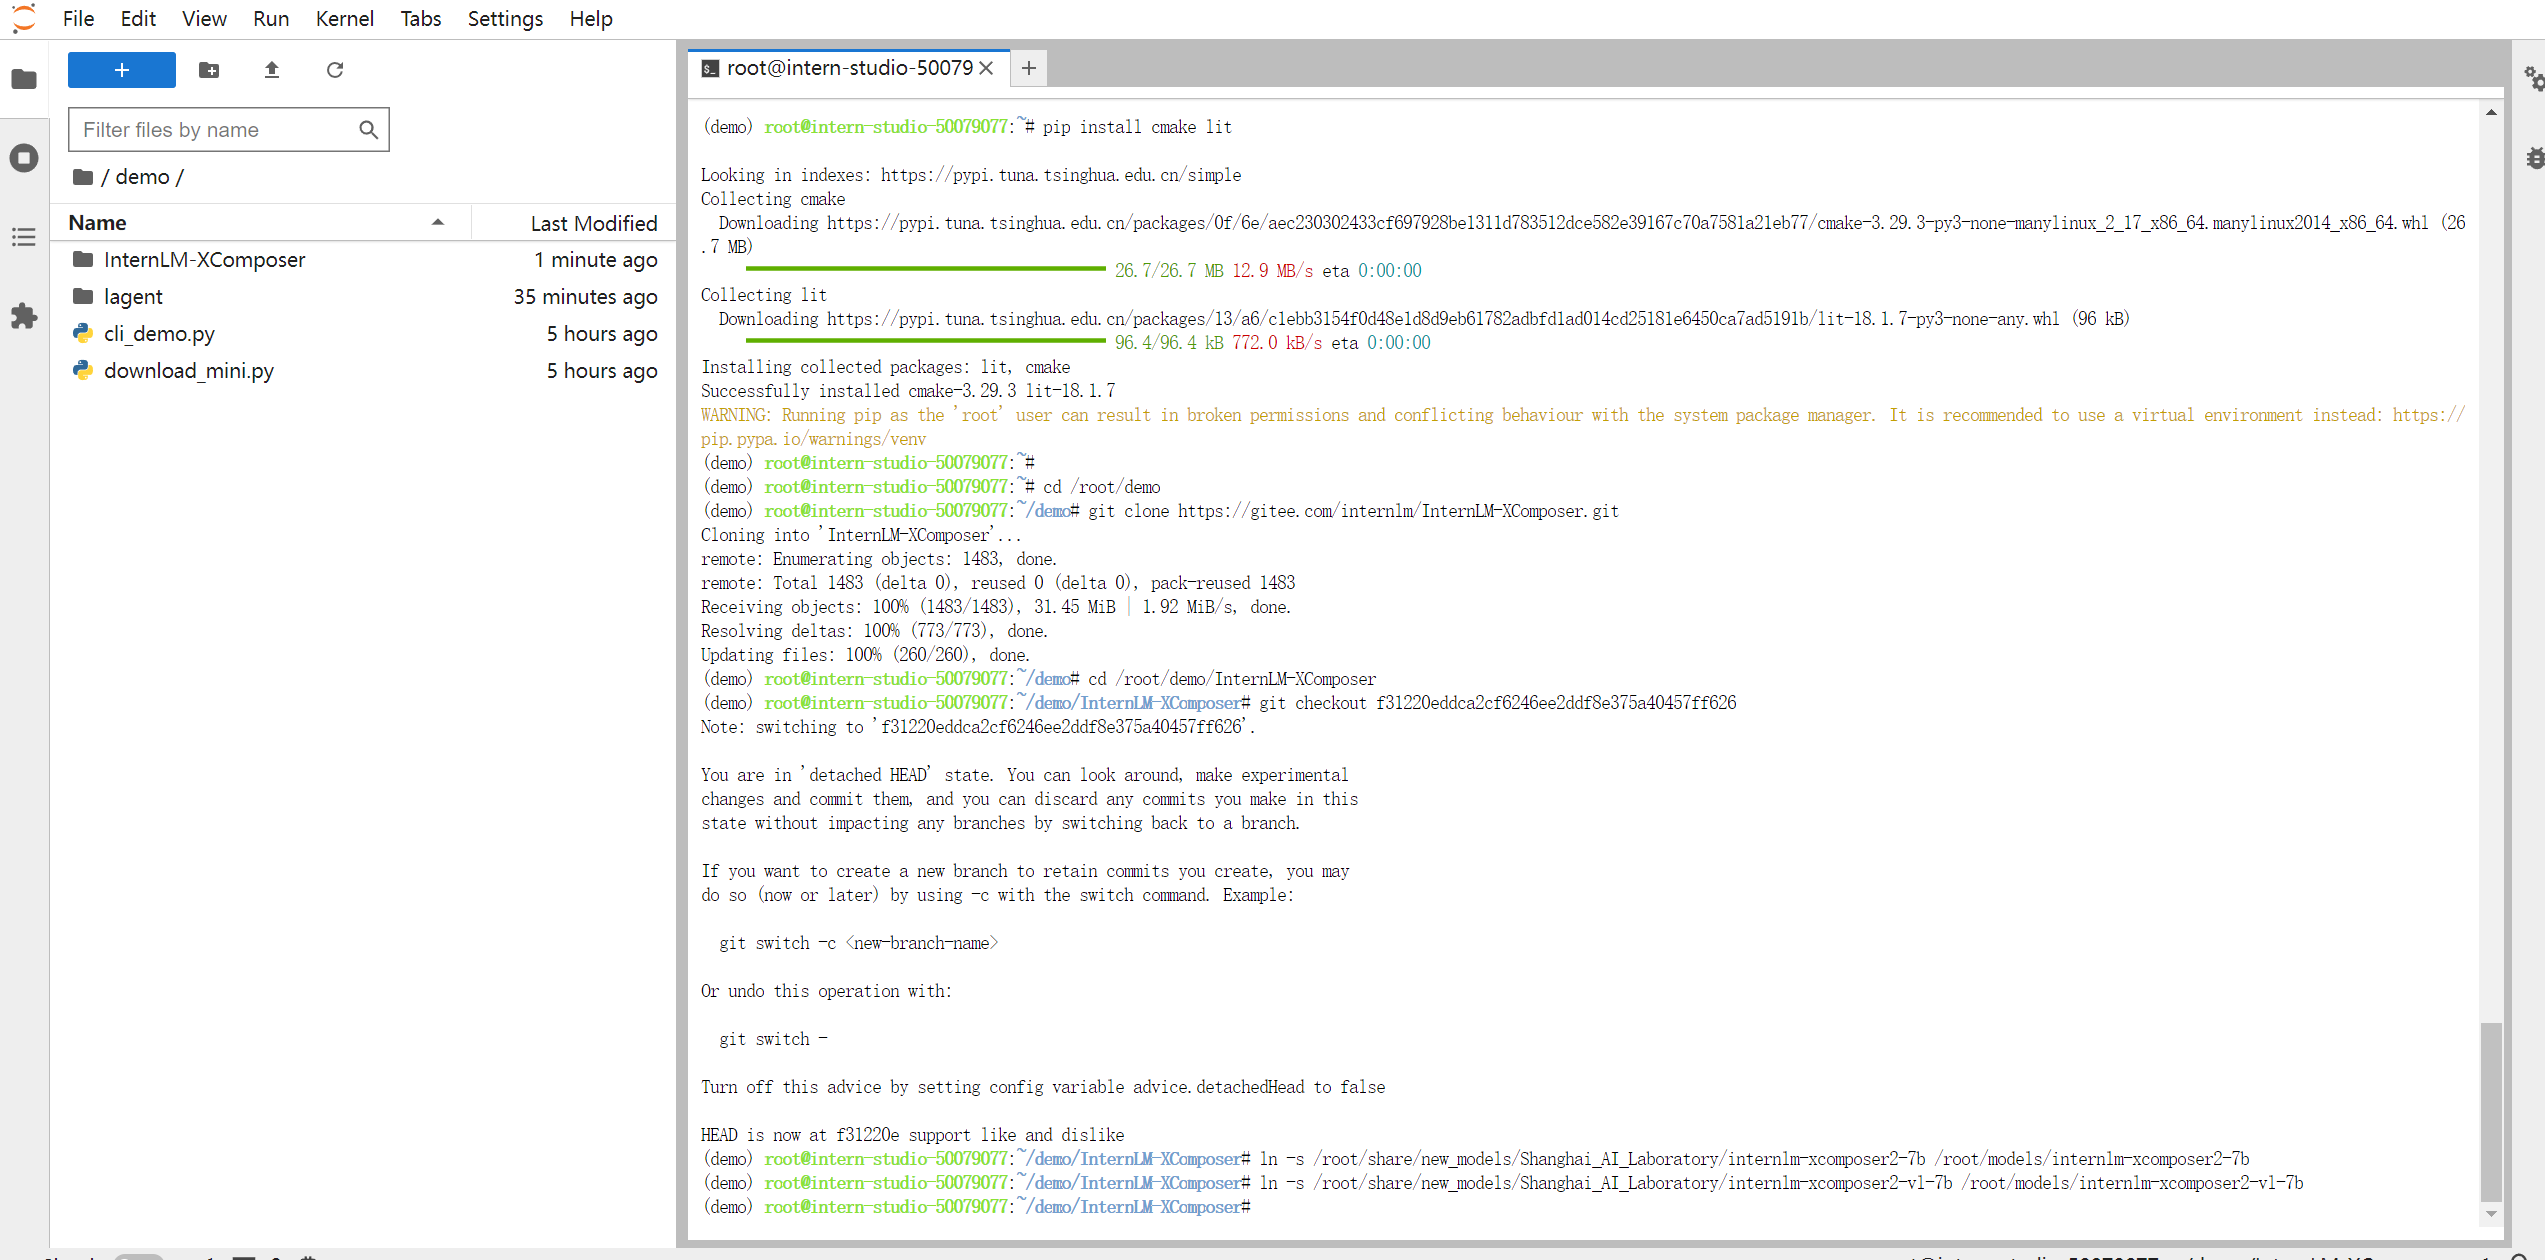 File Edit View Run Kernel Tabs Settings Help
+
Filter files by name
/ demo /
Name Last Modified
InternLM-XComposer 1 minute ago
lagent 35 minutes ago
cli_demo.py 5 hours ago
download_mini.py 5 hours ago
root@intern-studio-50079
(demo) root@intern-studio-50079077:~# pip install cmake lit
Looking in indexes: https://pypi.tuna.tsinghua.edu.cn/simple
Collecting cmake
Downloading https://pypi.tuna.tsinghua.edu.cn/packages/0f/6e/aec230302433cf697928be1311d783512dce582e39167c70a7581a21eb77/cmake-3.29.3-py3-none-manylinux_2_17_x86_64.manylinux2014_x86_64.whl (26
.7 MB)
26.7/26.7 MB 12.9 MB/s eta 0:00:00
Collecting lit
Downloading https://pypi.tuna.tsinghua.edu.cn/packages/13/a6/c1ebb3154f0d48e1d8d9eb61782adbfd1ad014cd25181e6450ca7ad5191b/lit-18.1.7-py3-none-any.whl (96 kB)
96.4/96.4 kB 772.0 kB/s eta 0:00:00
Installing collected packages: lit, cmake
Successfully installed cmake-3.29.3 lit-18.1.7
WARNING: Running pip as the 'root' user can result in broken permissions and conflicting behaviour with the system package manager. It is recommended to use a virtual environment instead: https://
pip.pypa.io/warnings/venv
(demo) root@intern-studio-50079077:~#
(demo) root@intern-studio-50079077:~# cd /root/demo
(demo) root@intern-studio-50079077:~/demo# git clone https://gitee.com/internlm/InternLM-XComposer.git
Cloning into 'InternLM-XComposer'...
remote: Enumerating objects: 1483, done.
remote: Total 1483 (delta 0), reused 0 (delta 0), pack-reused 1483
Receiving objects: 100% (1483/1483), 31.45 MiB | 1.92 MiB/s, done.
Resolving deltas: 100% (773/773), done.
Updating files: 100% (260/260), done.
(demo) root@intern-studio-50079077:~/demo# cd /root/demo/InternLM-XComposer
(demo) root@intern-studio-50079077:~/demo/InternLM-XComposer# git checkout f31220eddca2cf6246ee2ddf8e375a40457ff626
Note: switching to 'f31220eddca2cf6246ee2ddf8e375a40457ff626'.
You are in 'detached HEAD' state. You can look around, make experimental
changes and commit them, and you can discard any commits you make in this
state without impacting any branches by switching back to a branch.
If you want to create a new branch to retain commits you create, you may
do so (now or later) by using -c with the switch command. Example:
git switch -c <new-branch-name>
Or undo this operation with:
git switch -
Turn off this advice by setting config variable advice.detachedHead to false
HEAD is now at f31220e support like and dislike
(demo) root@intern-studio-50079077:~/demo/InternLM-XComposer# ln -s /root/share/new_models/Shanghai_AI_Laboratory/internlm-xcomposer2-7b /root/models/internlm-xcomposer2-7b
(demo) root@intern-studio-50079077:~/demo/InternLM-XComposer# ln -s /root/share/new_models/Shanghai_AI_Laboratory/internlm-xcomposer2-vl-7b /root/models/internlm-xcomposer2-vl-7b
(demo) root@intern-studio-50079077:~/demo/InternLM-XComposer#